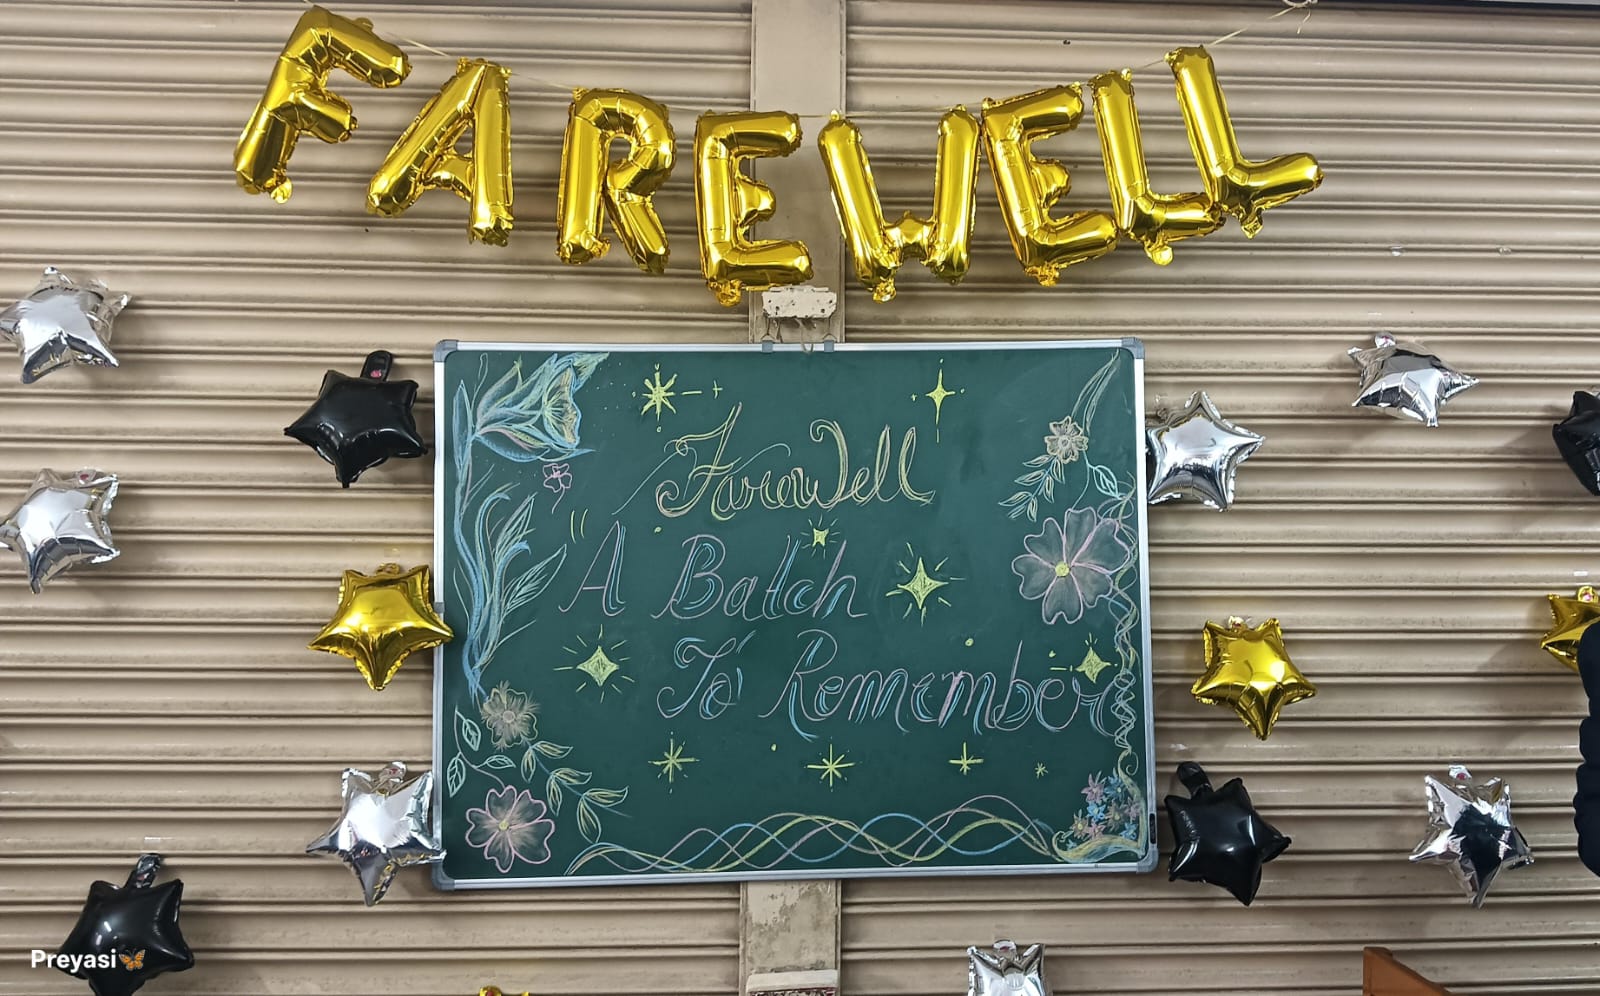 FAREWELL
FareWell
A Batch
To Remember
Preyasi🦋